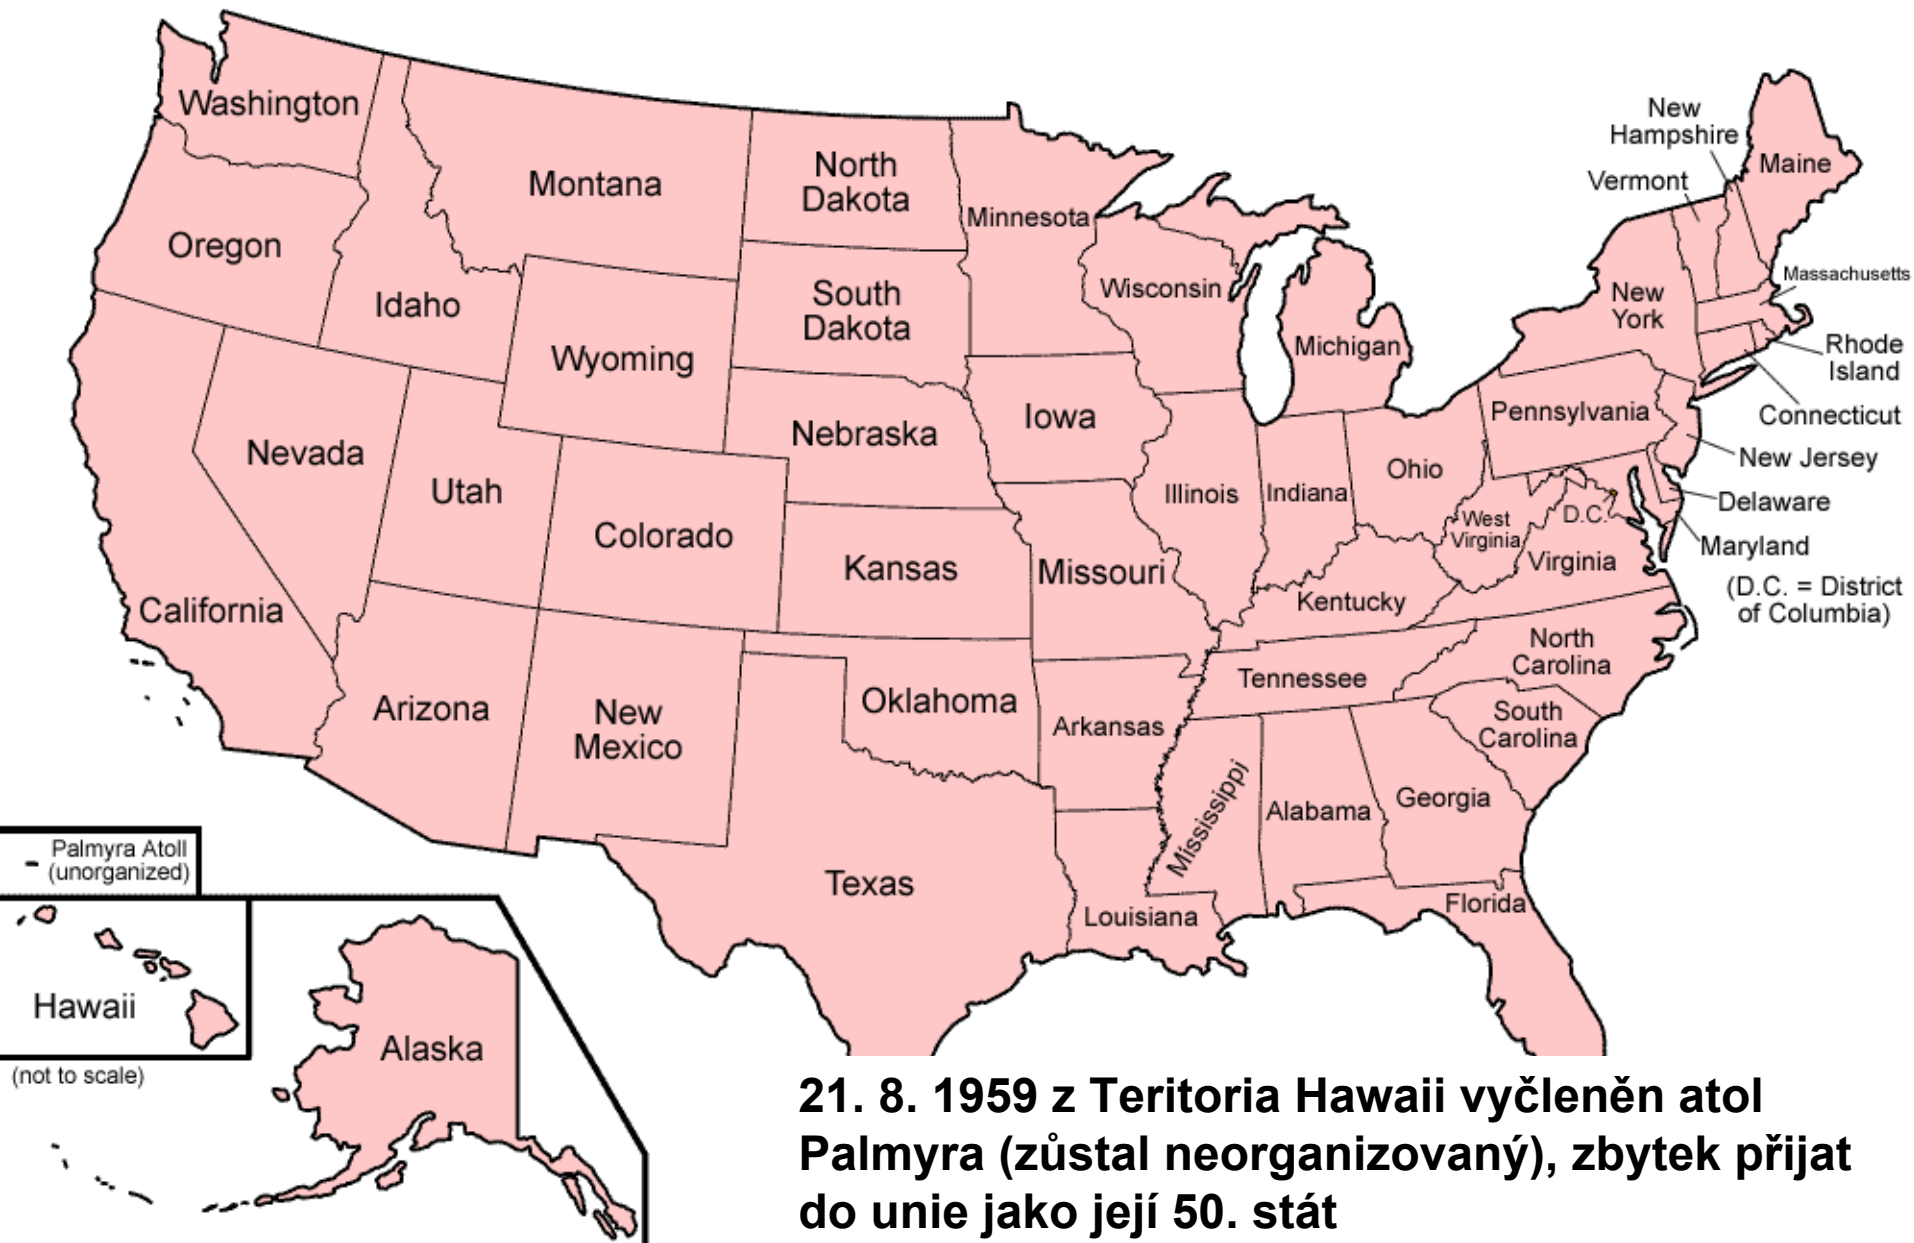 Washington
Montana
North
Dakota
Minnesota
New
Hampshire
Vermont
Maine
Oregon
Idaho
Wyoming
South
Dakota
Wisconsin
Michigan
New
York
Massachusetts
Rhode
Island
Connecticut
New Jersey
Delaware
Maryland
(D.C. = District
of Columbia)
Nevada
Utah
Colorado
Nebraska
Iowa
Illinois
Indiana
Ohio
Pennsylvania
West
Virginia
D.C.
Virginia
California
Kansas
Missouri
Kentucky
Arizona
New
Mexico
Oklahoma
Arkansas
Tennessee
North
Carolina
South
Carolina
Texas
Louisiana
Mississippi
Alabama
Georgia
Florida
Palmyra Atoll
(unorganized)
Hawaii
(not to scale)
Alaska
21. 8. 1959 z Teritoria Hawaii vyčleněn atol
Palmyra (zůstal neorganizovaný), zbytek přijat
do unie jako její 50. stát